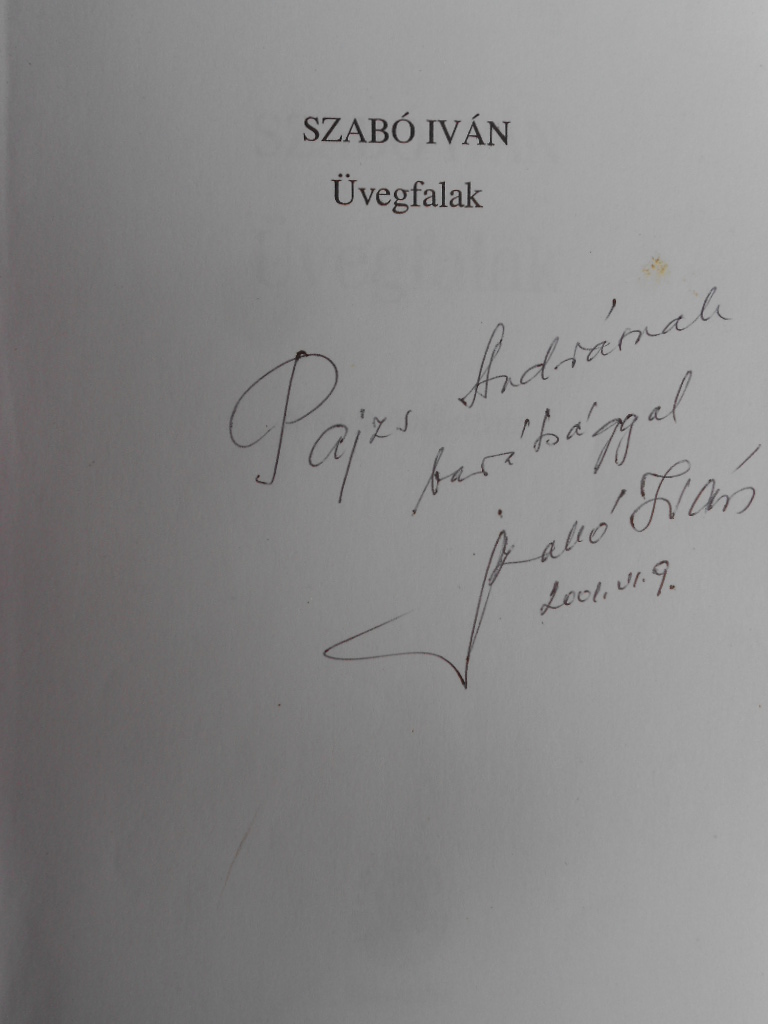 SZABÓ IVÁN
Üvegfalak
Pajzs Andrásnak
barátsággal
Szabó Iván
2001. VI. 9.